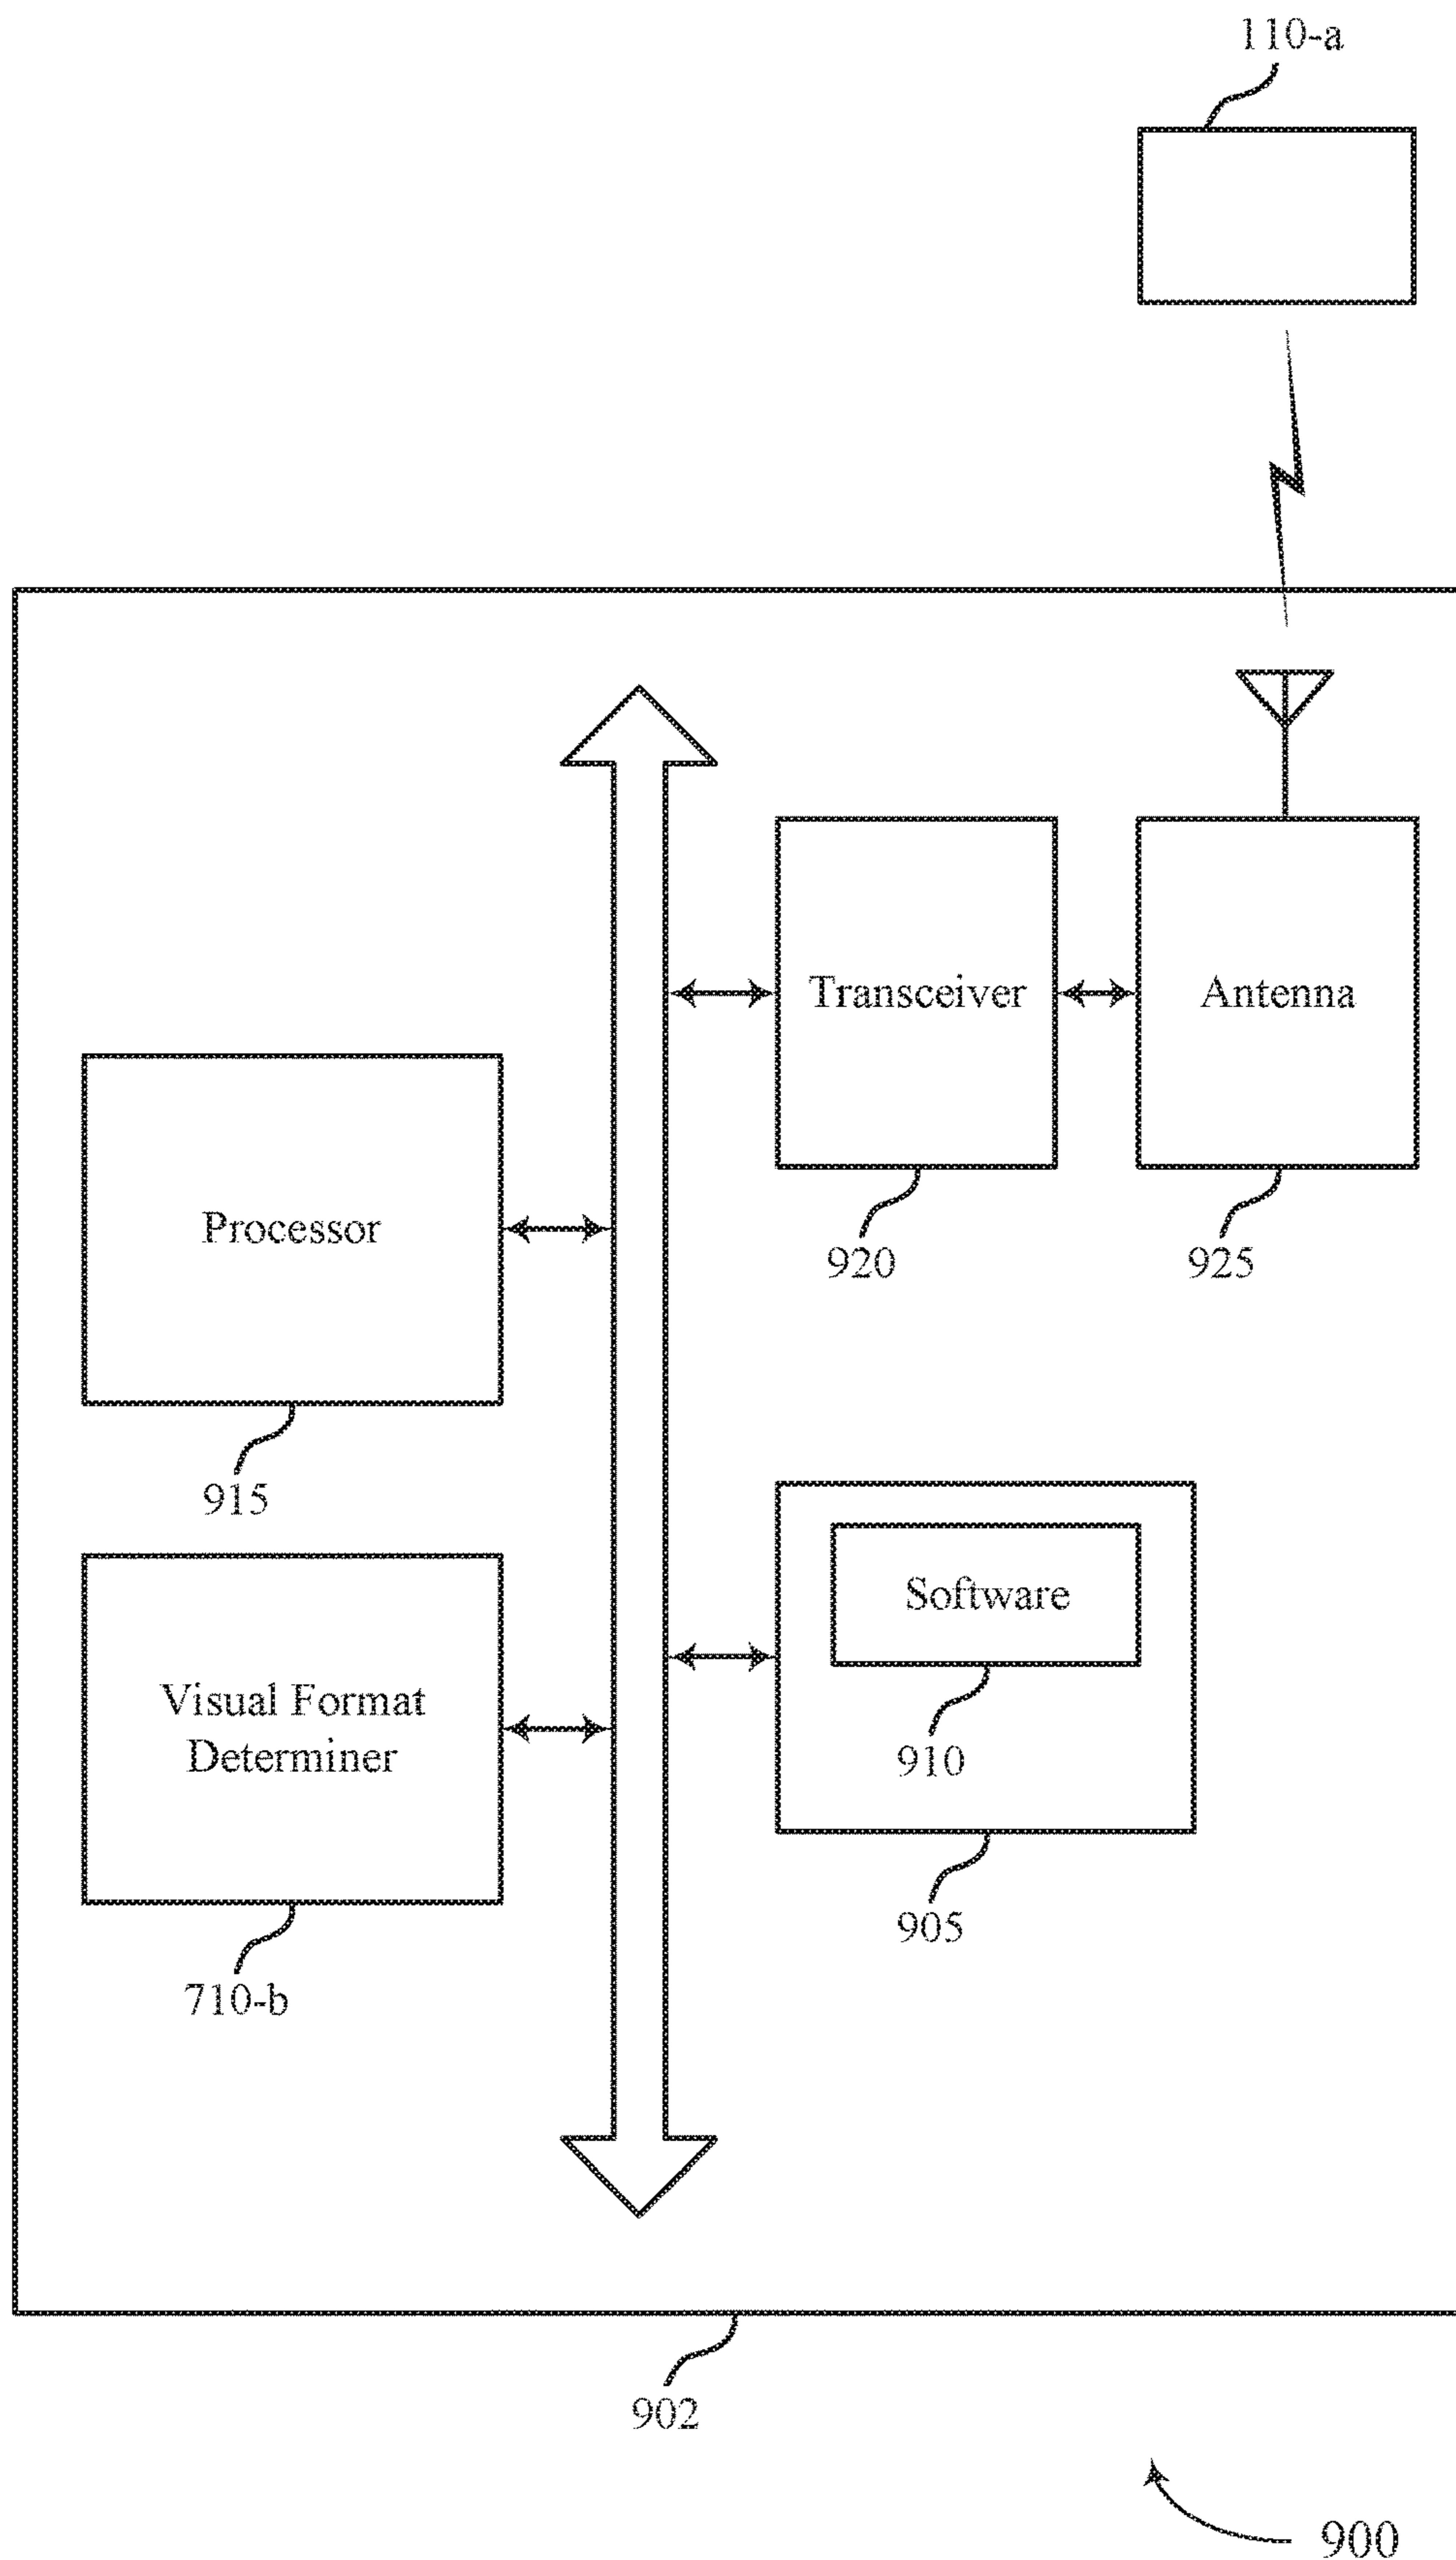 110-a
Transceiver
Antenna
920
925
Processor
915
Software
910
905
Visual Format
Determiner
710-b
902
900